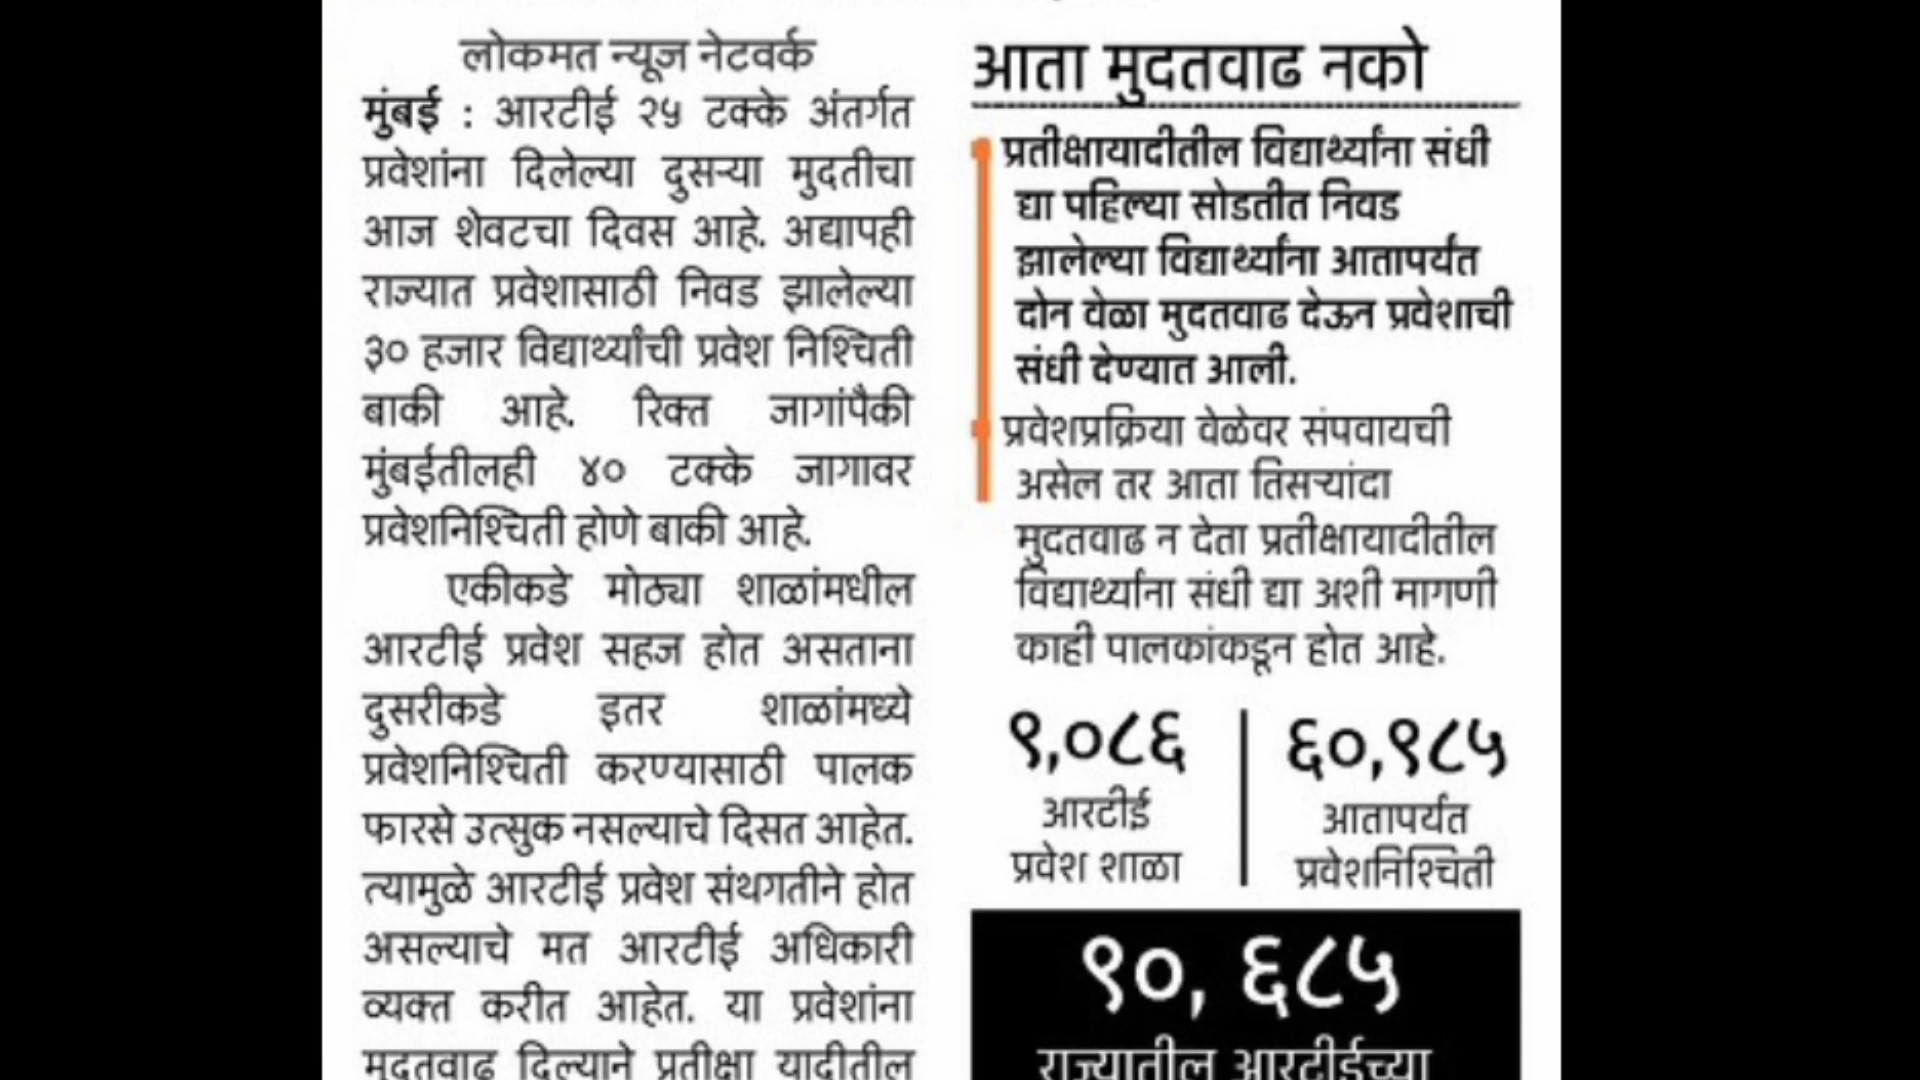 लोकमत न्यूज नेटवर्क
मुंबई : आरटीई २५ टक्के अंतर्गत
प्रवेशांना दिलेल्या दुसऱ्या मुदतीचा
आज शेवटचा दिवस आहे. अद्यापही
राज्यात प्रवेशासाठी निवड झालेल्या
३० हजार विद्यार्थ्यांची प्रवेश निश्चिती
बाकी आहे. रिक्त जागांपैकी
मुंबईतीलही ४० टक्के जागावर
प्रवेशनिश्चिती होणे बाकी आहे.
एकीकडे मोठ्या शाळांमधील
आरटीई प्रवेश सहज होत असताना
दुसरीकडे इतर शाळांमध्ये
प्रवेशनिश्चिती करण्यासाठी पालक
फारसे उत्सुक नसल्याचे दिसत आहेत.
त्यामुळे आरटीई प्रवेश संथगतीने होत
असल्याचे मत आरटीई अधिकारी
व्यक्त करीत आहेत. या प्रवेशांना
मुदतवाढ दिल्याने प्रतीक्षा यादीतील
आता मुदतवाढ नको
प्रतीक्षायादीतील विद्यार्थ्यांना संधी
द्या पहिल्या सोडतीत निवड
झालेल्या विद्यार्थ्यांना आतापर्यंत
दोन वेळा मुदतवाढ देऊन प्रवेशाची
संधी देण्यात आली.
प्रवेशप्रक्रिया वेळेवर संपवायची
असेल तर आता तिसऱ्यांदा
मुदतवाढ न देता प्रतीक्षायादीतील
विद्यार्थ्यांना संधी द्या अशी मागणी
काही पालकांकडून होत आहे.
९,०८६
आरटीई
प्रवेश शाळा
६०,९८५
आतापर्यंत
प्रवेशनिश्चिती
९०, ६८५
राज्यातील आरटीईच्या